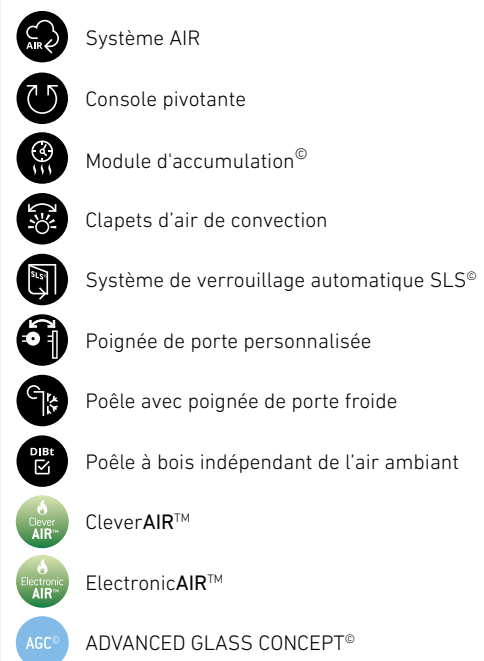 AIR Système AIR
Console pivotante
Module d'accumulation©
Clapets d’air de convection
SLS Système de verrouillage automatique SLS©
Poignée de porte personnalisée
Poêle avec poignée de porte froide
DIBt Poêle à bois indépendant de l’air ambiant
Clever
AIR™ CleverAIR™
Electronic
AIR™ ElectronicAIR™
AGC© ADVANCED GLASS CONCEPT©